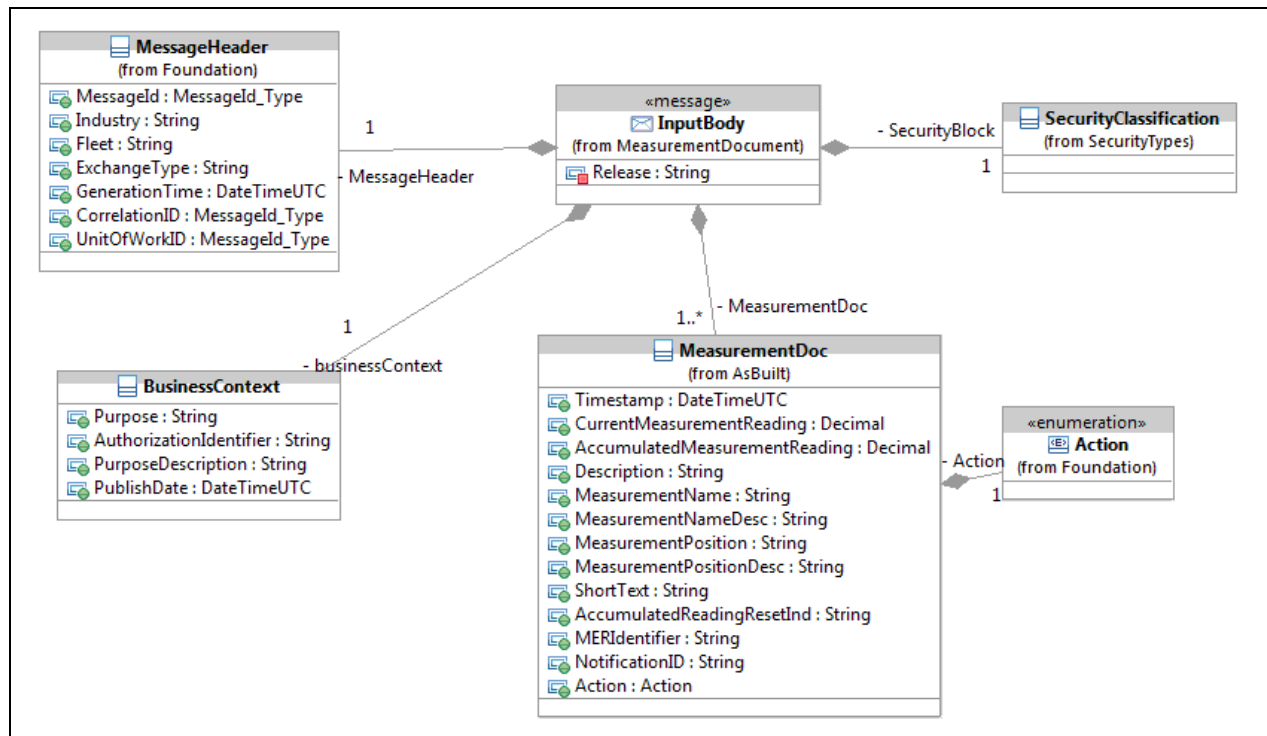 MessageHeader
(from Foundation)
MessageId : MessageId_Type
Industry : String
Fleet : String
ExchangeType : String
GenerationTime : DateTimeUTC
CorrelationID : MessageId_Type
UnitOfWorkID : MessageId_Type
1
- MessageHeader
«message»
InputBody
(from MeasurementDocument)
Release : String
- SecurityBlock
1
SecurityClassification
(from SecurityTypes)
1
- businessContext
BusinessContext
Purpose : String
AuthorizationIdentifier : String
PurposeDescription : String
PublishDate : DateTimeUTC
- MeasurementDoc
1..*
MeasurementDoc
(from AsBuilt)
Timestamp : DateTimeUTC
CurrentMeasurementReading : Decimal
AccumulatedMeasurementReading : Decimal
Description : String
MeasurementName : String
MeasurementNameDesc : String
MeasurementPosition : String
MeasurementPositionDesc : String
ShortText : String
AccumulatedReadingResetInd : String
MERIdentifier : String
NotificationID : String
Action : Action
- Action
1
«enumeration»
<E> Action
(from Foundation)